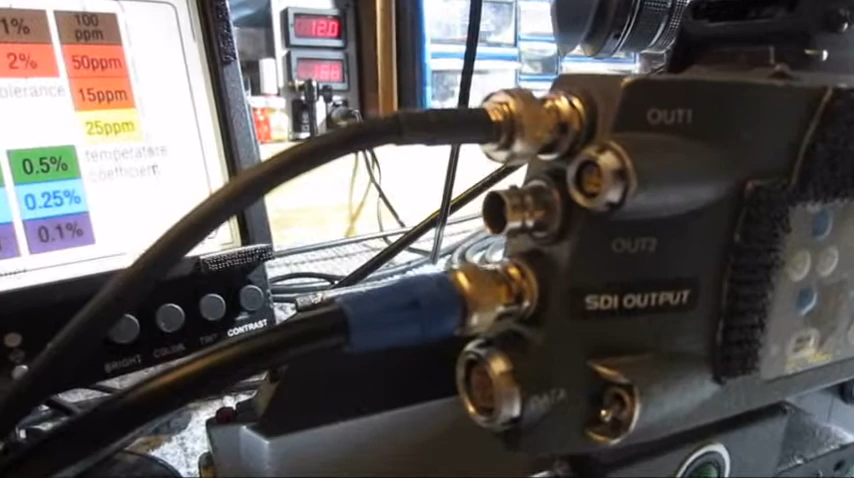 1%
100
ppm
2%
50ppm
olerance
15ppm
25ppm
temperature
coefficient
0.5%
0.25%
0.1%
12.0
OUT1
OUT2
SDI OUTPUT
DATA
BRIGHT
COLOR
TINT
CONTRAST